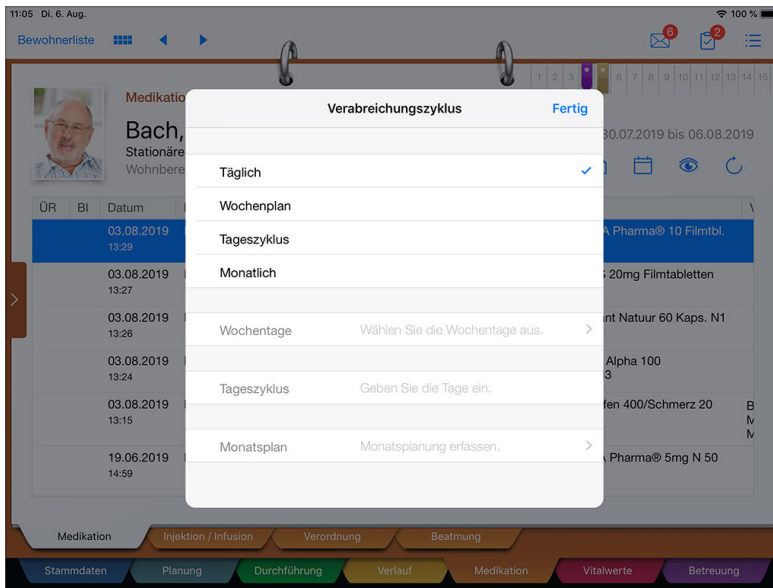 11:05 Di. 6. Aug.
100 %
Bewohnerliste
6
2
1 2 3 6 7 8 9 10 11 12 13 14 15
Medikatio
Bach,
Stationäre
Wohnbere
30.07.2019 bis 06.08.2019
Verabreichungszyklus
Fertig
Täglich
Wochenplan
Tageszyklus
Monatlich
Wochentage Wählen Sie die Wochentage aus.
Tageszyklus Geben Sie die Tage ein.
Monatsplan Monatsplanung erfassen.
ÜR BI Datum
03.08.2019 A Pharma® 10 Filmtbl.
13:29
03.08.2019 20mg Filmtabletten
13:27
03.08.2019 nt Natuur 60 Kaps. N1
13:26
03.08.2019 Alpha 100
13:24 3
03.08.2019 fen 400/Schmerz 20 B
13:15 M
M
19.06.2019 Pharma® 5mg N 50
14:59
Medikation Injektion / Infusion Verordnung Beatmung
Stammdaten Planung Durchführung Verlauf Medikation Vitalwerte Betreuung